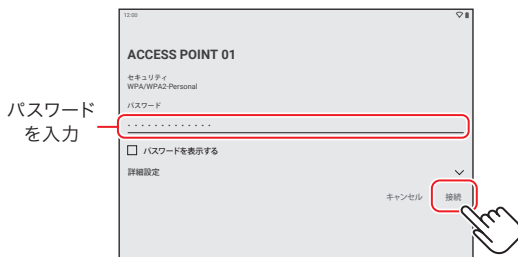 12:00
ACCESS POINT 01
セキュリティ
WPA/WPA2-Personal
パスワード
・・・・・・・・・・・・・
パスワードを表示する
詳細設定
キャンセル 接続
パスワード
を入力